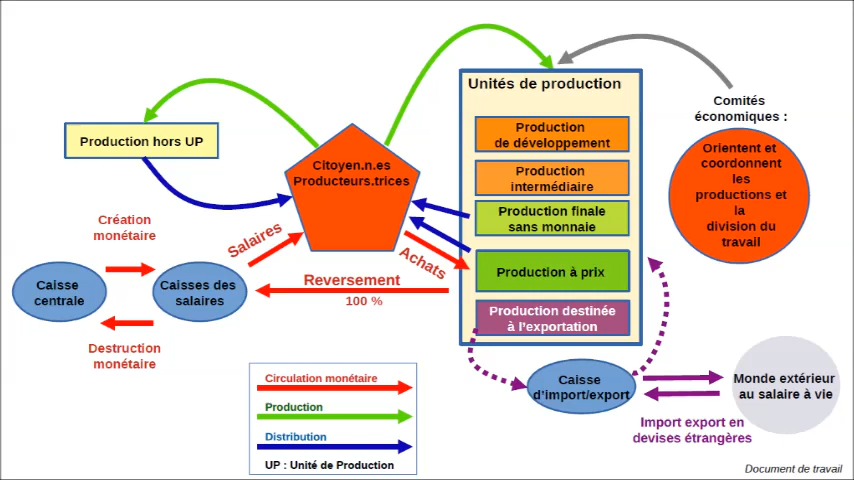 Unités de production
Comités
économiques :
Production
de développement
Production hors UP
Orientent et
coordonnent
les
productions et
la
division du
travail
Citoyen.n.es
Producteurs.trices
Production
intermédiaire
Production finale
sans monnaie
Création
monétaire
Salaires
Achats
Production à prix
Caisse
centrale
Caisses des
salaires
Reversement
100 %
Production destinée
à l'exportation
Destruction
monétaire
Circulation monétaire
Production
Distribution
UP : Unité de Production
Caisse
d'import/export
Monde extérieur
au salaire à vie
Import export en
devises étrangères
Document de travail